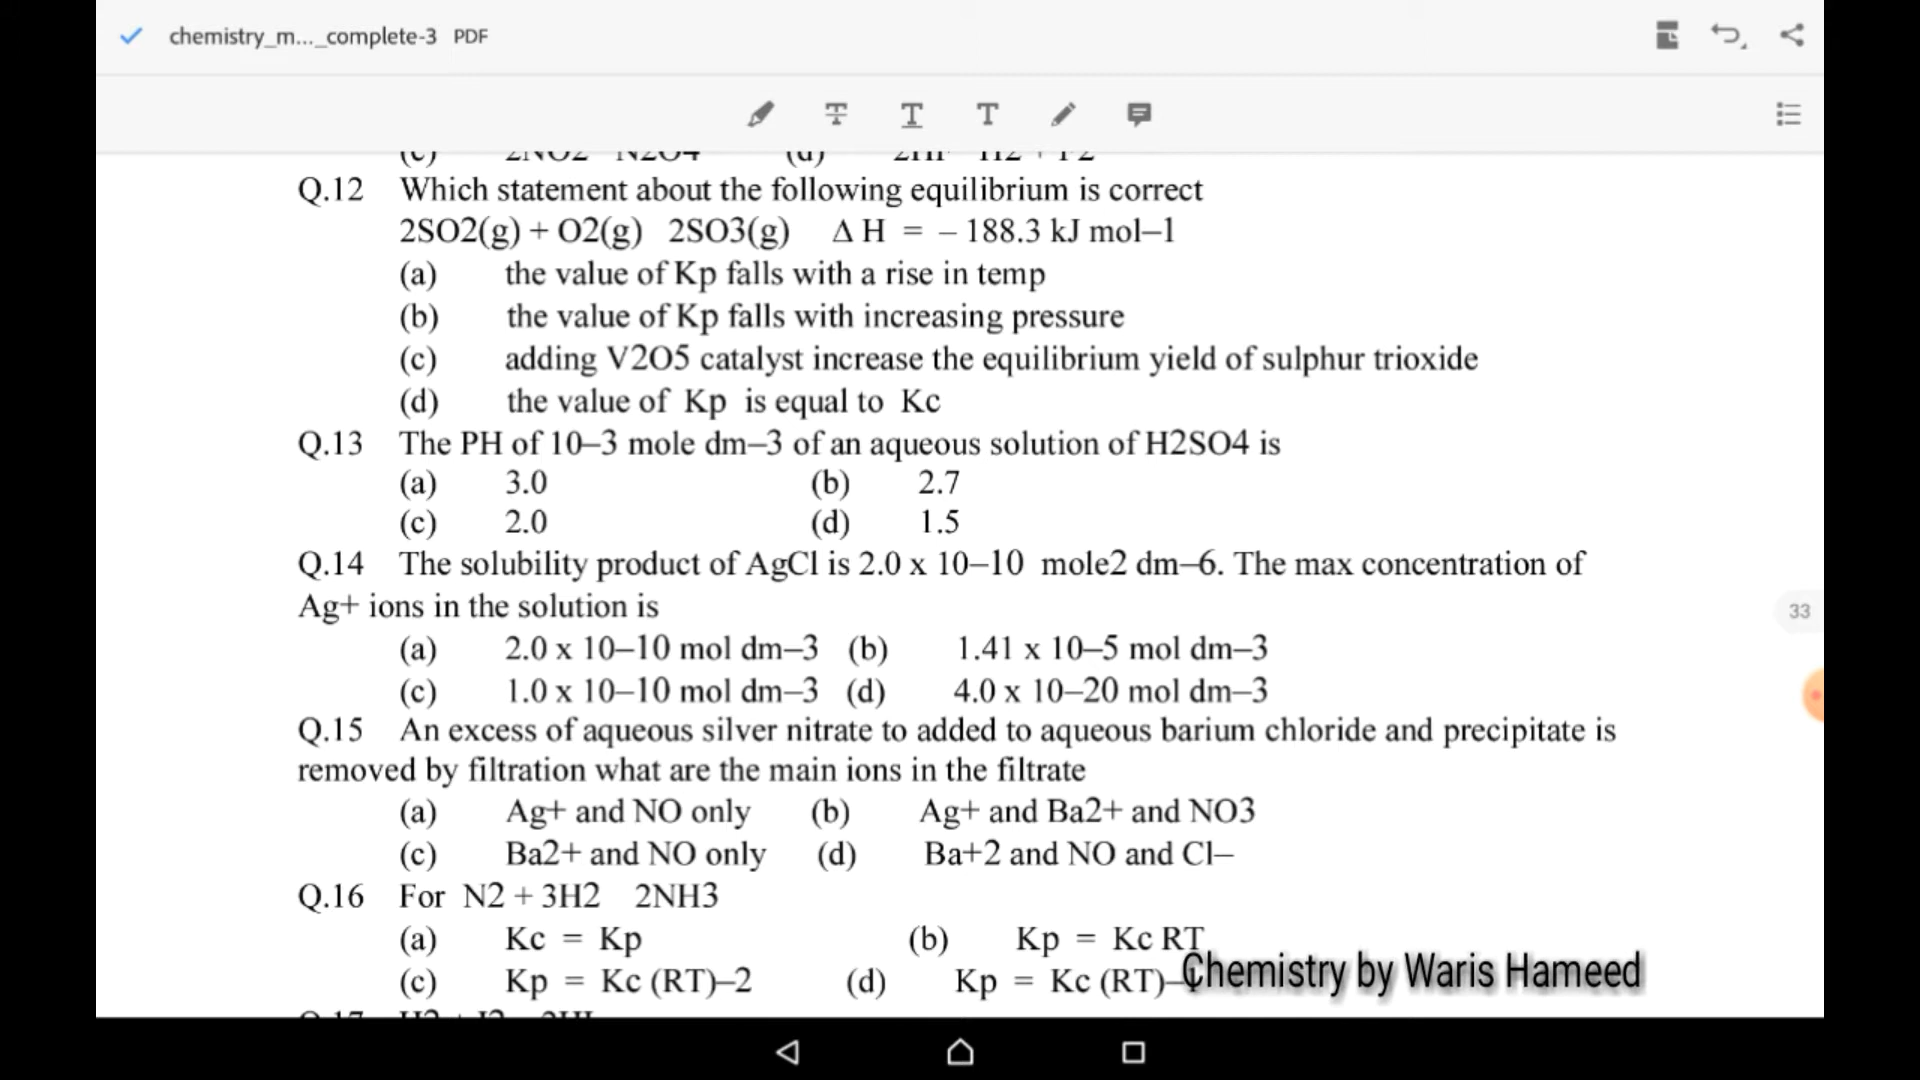 chemistry_m..._complete-3 PDF
(c) 2NO2 N2O4 (d) 2HF H2 + F2
Q.12 Which statement about the following equilibrium is correct
2SO2(g) + O2(g) 2SO3(g) Δ H = – 188.3 kJ mol–1
(a) the value of Kp falls with a rise in temp
(b) the value of Kp falls with increasing pressure
(c) adding V2O5 catalyst increase the equilibrium yield of sulphur trioxide
(d) the value of Kp is equal to Kc
Q.13 The PH of 10–3 mole dm–3 of an aqueous solution of H2SO4 is
(a) 3.0 (b) 2.7
(c) 2.0 (d) 1.5
Q.14 The solubility product of AgCl is 2.0 x 10–10 mole2 dm–6. The max concentration of
Ag+ ions in the solution is
(a) 2.0 x 10–10 mol dm–3 (b) 1.41 x 10–5 mol dm–3
(c) 1.0 x 10–10 mol dm–3 (d) 4.0 x 10–20 mol dm–3
33
Q.15 An excess of aqueous silver nitrate to added to aqueous barium chloride and precipitate is
removed by filtration what are the main ions in the filtrate
(a) Ag+ and NO only (b) Ag+ and Ba2+ and NO3
(c) Ba2+ and NO only (d) Ba+2 and NO and Cl–
Q.16 For N2 + 3H2 2NH3
(a) Kc = Kp (b) Kp = Kc RT
(c) Kp = Kc (RT)–2 (d) Kp = Kc (RT)–
Chemistry by Waris Hameed
Q.17 H2 + I2 2HI